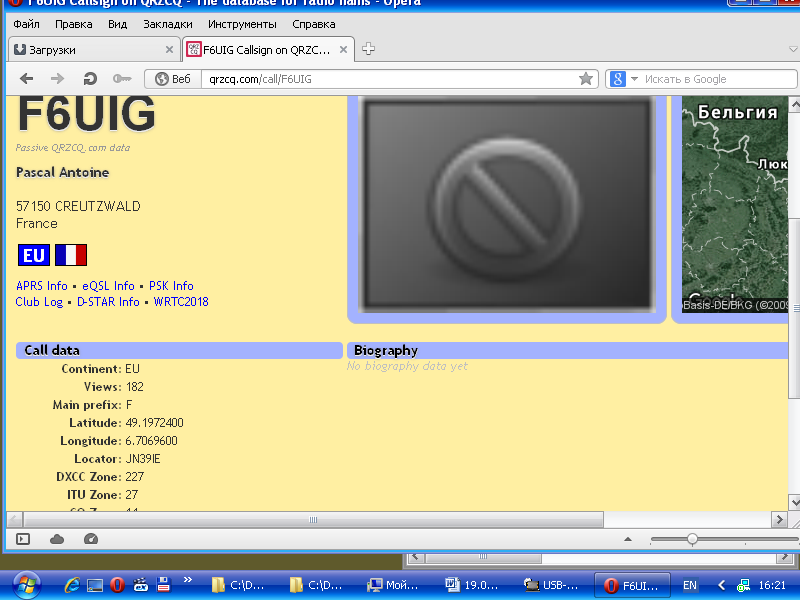 F6UIG Callsign on QRZCQ - The database for radio hams - Opera
Файл Правка Вид Закладки Инструменты Справка
Загрузки
F6UIG Callsign on QRZC...
Веб
qrzcq.com/call/F6UIG
Искать в Google
F6UIG
Passive QRZCQ.com data
Pascal Antoine
57150 CREUTZWALD
France
EU
APRS Info • eQSL Info • PSK Info
Club Log • D-STAR Info • WRTC2018
Бельгия
Люк
Basis-DE/BKG (©2009
Call data
Continent: EU
Views: 182
Main prefix: F
Latitude: 49.1972400
Longitude: 6.7069600
Locator: JN39IE
DXCC Zone: 227
ITU Zone: 27
Biography
No biography data yet
C:\D...
C:\D...
Мой...
19.0...
USB-...
F6UI...
EN
16:21